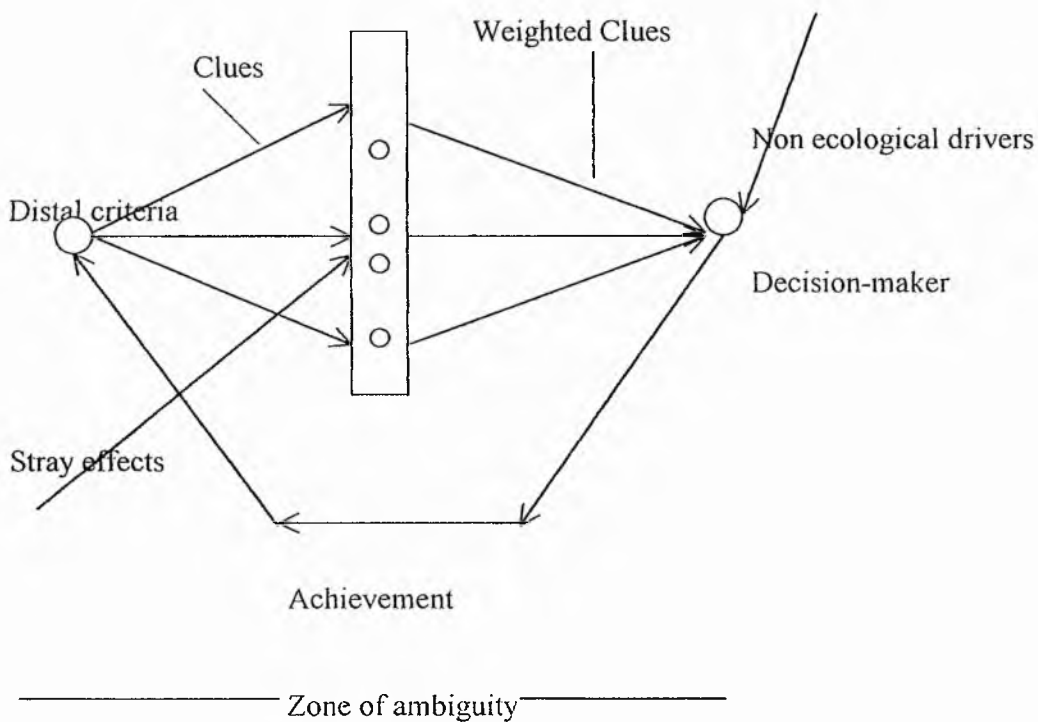 Weighted Clues
Clues
Non ecological drivers
Distal criteria
Decision-maker
Stray effects
Achievement
Zone of ambiguity